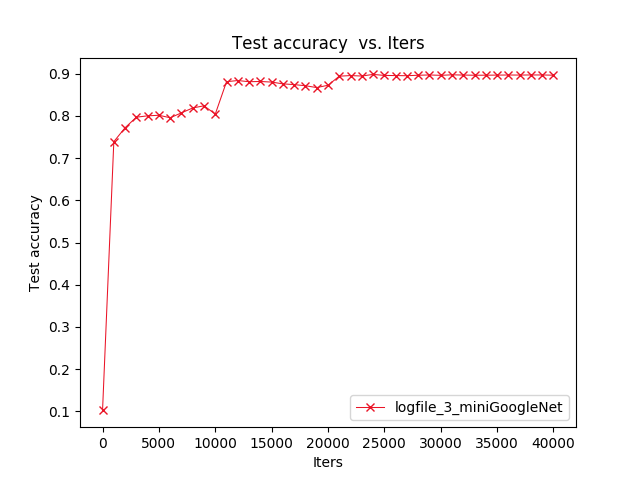 Test accuracy  vs. Iters
Test accuracy
0.9
0.8
0.7
0.6
0.5
0.4
0.3
0.2
0.1
logfile_3_miniGoogleNet
0 5000 10000 15000 20000 25000 30000 35000 40000
Iters